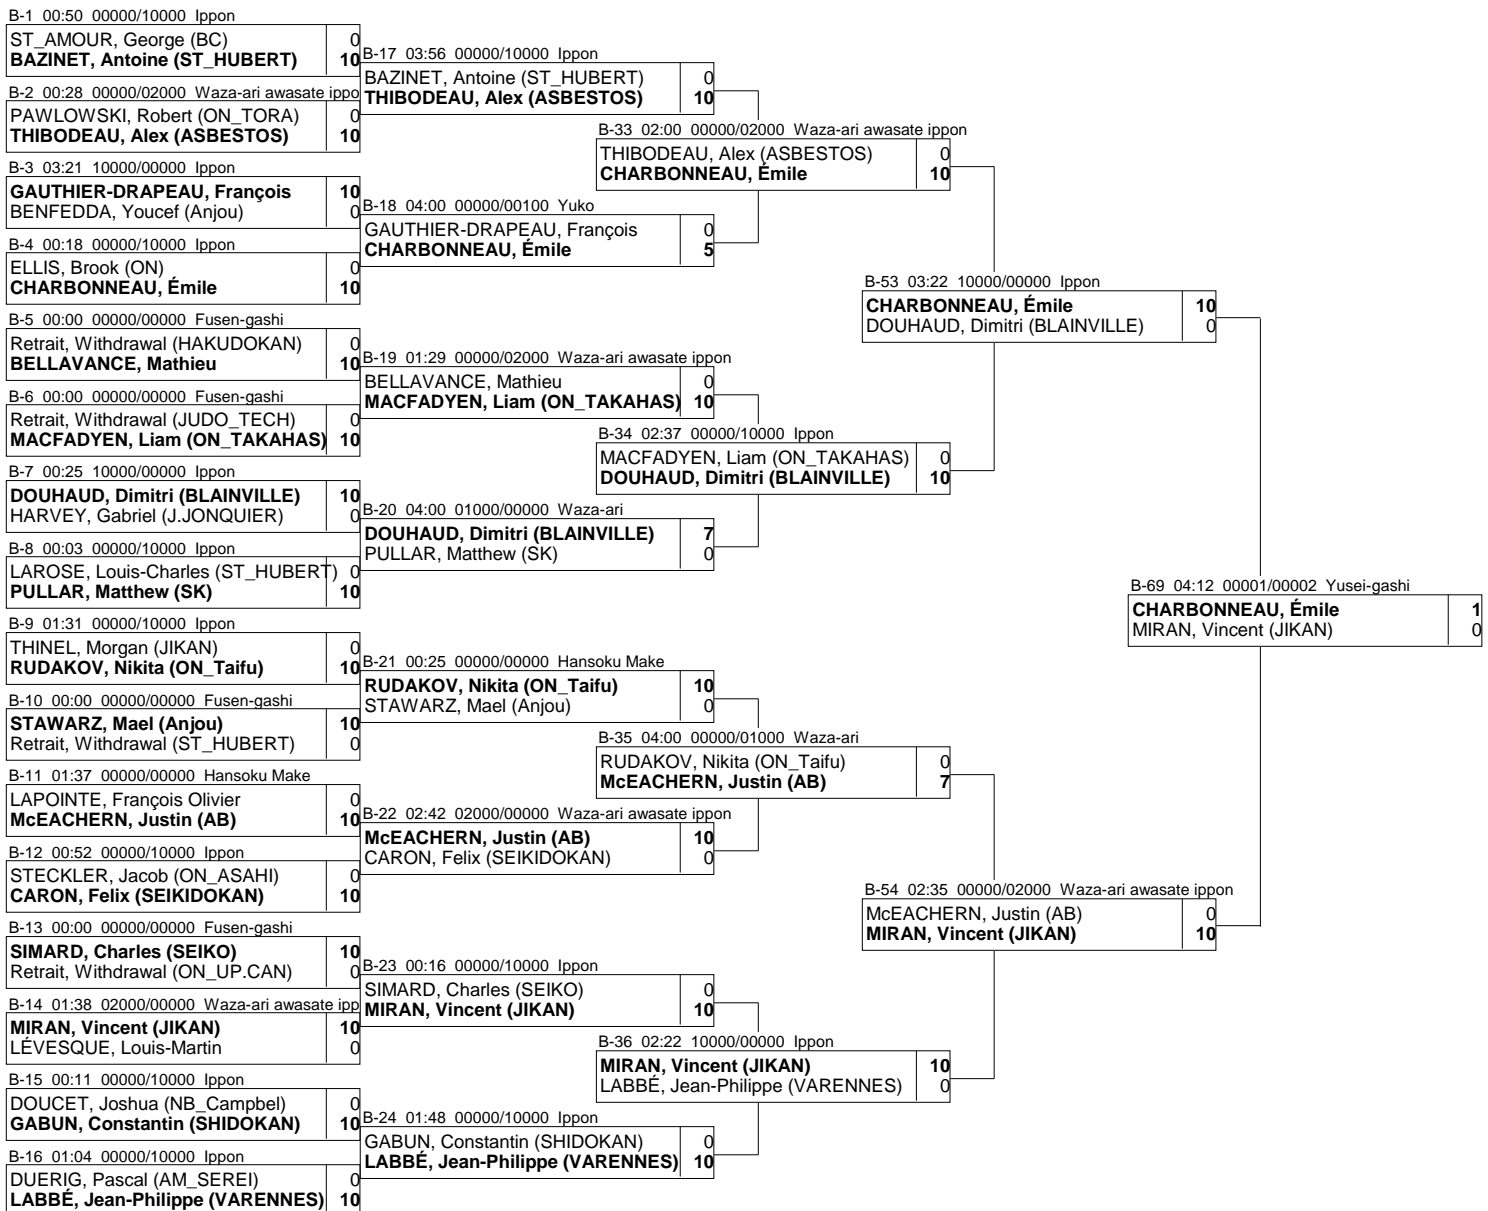 B-1 00:50 00000/10000 Ippon
ST_AMOUR, George (BC) 0
BAZINET, Antoine (ST_HUBERT) 10
B-2 00:28 00000/02000 Waza-ari awasate ippo
PAWLOWSKI, Robert (ON_TORA) 0
THIBODEAU, Alex (ASBESTOS) 10
B-3 03:21 10000/00000 Ippon
GAUTHIER-DRAPEAU, François 10
BENFEDDA, Youcef (Anjou) 0
B-4 00:18 00000/10000 Ippon
ELLIS, Brook (ON) 0
CHARBONNEAU, Émile 10
B-5 00:00 00000/00000 Fusen-gashi
Retrait, Withdrawal (HAKUDOKAN) 0
BELLAVANCE, Mathieu 10
B-6 00:00 00000/00000 Fusen-gashi
Retrait, Withdrawal (JUDO_TECH) 0
MACFADYEN, Liam (ON_TAKAHAS) 10
B-7 00:25 10000/00000 Ippon
DOUHAUD, Dimitri (BLAINVILLE) 10
HARVEY, Gabriel (J.JONQUIER) 0
B-8 00:03 00000/10000 Ippon
LAROSE, Louis-Charles (ST_HUBERT) 0
PULLAR, Matthew (SK) 10
B-9 01:31 00000/10000 Ippon
THINEL, Morgan (JIKAN) 0
RUDAKOV, Nikita (ON_Taifu) 10
B-10 00:00 00000/00000 Fusen-gashi
STAWARZ, Mael (Anjou) 10
Retrait, Withdrawal (ST_HUBERT) 0
B-11 01:37 00000/00000 Hansoku Make
LAPOINTE, François Olivier 0
McEACHERN, Justin (AB) 10
B-12 00:52 00000/10000 Ippon
STECKLER, Jacob (ON_ASAHI) 0
CARON, Felix (SEIKIDOKAN) 10
B-13 00:00 00000/00000 Fusen-gashi
SIMARD, Charles (SEIKO) 10
Retrait, Withdrawal (ON_UP.CAN) 0
B-14 01:38 02000/00000 Waza-ari awasate ipp
MIRAN, Vincent (JIKAN) 10
LÉVESQUE, Louis-Martin 0
B-15 00:11 00000/10000 Ippon
DOUCET, Joshua (NB_Campbel) 0
GABUN, Constantin (SHIDOKAN) 10
B-16 01:04 00000/10000 Ippon
DUERIG, Pascal (AM_SEREI) 0
LABBÉ, Jean-Philippe (VARENNES) 10
B-17 03:56 00000/10000 Ippon
BAZINET, Antoine (ST_HUBERT) 0
THIBODEAU, Alex (ASBESTOS) 10
B-18 04:00 00000/00100 Yuko
GAUTHIER-DRAPEAU, François 0
CHARBONNEAU, Émile 5
B-19 01:29 00000/02000 Waza-ari awasate ippon
BELLAVANCE, Mathieu 0
MACFADYEN, Liam (ON_TAKAHAS) 10
B-20 04:00 01000/00000 Waza-ari
DOUHAUD, Dimitri (BLAINVILLE) 7
PULLAR, Matthew (SK) 0
B-21 00:25 00000/00000 Hansoku Make
RUDAKOV, Nikita (ON_Taifu) 10
STAWARZ, Mael (Anjou) 0
B-22 02:42 02000/00000 Waza-ari awasate ippon
McEACHERN, Justin (AB) 10
CARON, Felix (SEIKIDOKAN) 0
B-23 00:16 00000/10000 Ippon
SIMARD, Charles (SEIKO) 0
MIRAN, Vincent (JIKAN) 10
B-24 01:48 00000/10000 Ippon
GABUN, Constantin (SHIDOKAN) 0
LABBÉ, Jean-Philippe (VARENNES) 10
B-33 02:00 00000/02000 Waza-ari awasate ippon
THIBODEAU, Alex (ASBESTOS) 0
CHARBONNEAU, Émile 10
B-34 02:37 00000/10000 Ippon
MACFADYEN, Liam (ON_TAKAHAS) 0
DOUHAUD, Dimitri (BLAINVILLE) 10
B-35 04:00 00000/01000 Waza-ari
RUDAKOV, Nikita (ON_Taifu) 0
McEACHERN, Justin (AB) 7
B-36 02:22 10000/00000 Ippon
MIRAN, Vincent (JIKAN) 10
LABBÉ, Jean-Philippe (VARENNES) 0
B-53 03:22 10000/00000 Ippon
CHARBONNEAU, Émile 10
DOUHAUD, Dimitri (BLAINVILLE) 0
B-54 02:35 00000/02000 Waza-ari awasate ippon
McEACHERN, Justin (AB) 0
MIRAN, Vincent (JIKAN) 10
B-69 04:12 00001/00002 Yusei-gashi
CHARBONNEAU, Émile 1
MIRAN, Vincent (JIKAN) 0